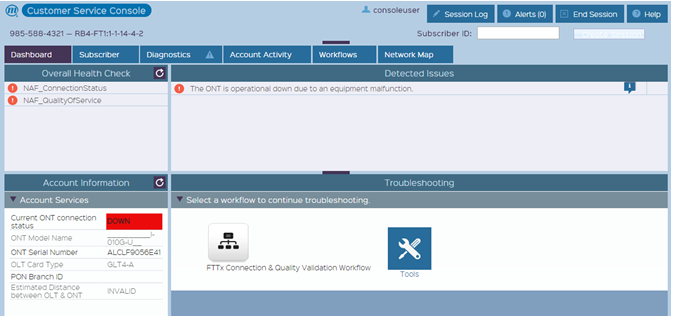 Customer Service Console
consoleuser
Session Log
Alerts (0)
End Session
Help
985-588-4321 — RB4-FT1:1-1-14-4-2
Subscriber ID:
Dashboard
Subscriber
Diagnostics
Account Activity
Workflows
Network Map
Overall Health Check
NAF_ConnectionStatus
NAF_QualityOfService
Detected Issues
The ONT is operational down due to an equipment malfunction.
Account Information
Account Services
Current ONT connection
status
DOWN
ONT Model Name
010G-U__
ONT Serial Number
ALCLF9056E41
OLT Card Type
GLT4-A
PON Branch ID
Estimated Distance
between OLT & ONT
INVALID
Troubleshooting
Select a workflow to continue troubleshooting.
FTTx Connection & Quality Validation Workflow
Tools